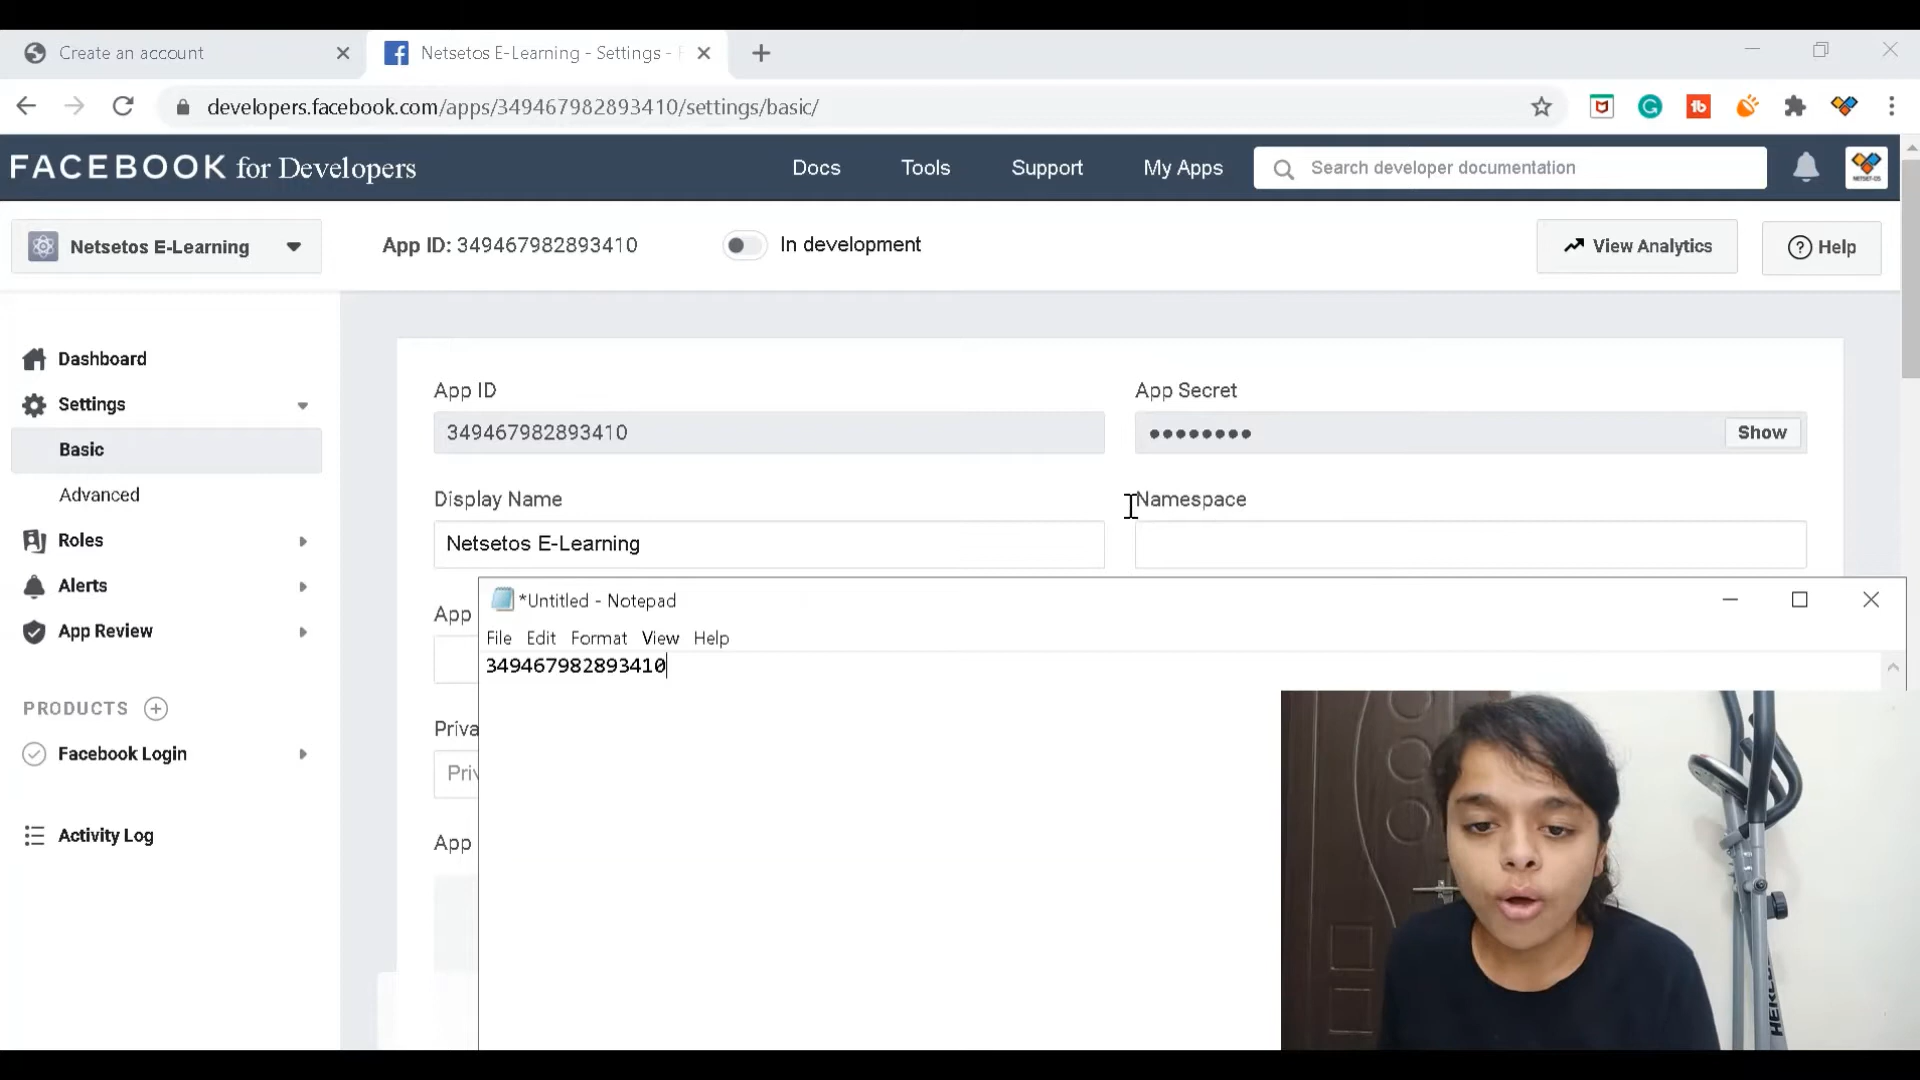 Create an account
Netsetos E-Learning - Settings - F
developers.facebook.com/apps/349467982893410/settings/basic/
FACEBOOK for Developers
Docs
Tools
Support
My Apps
Search developer documentation
Netsetos E-Learning
App ID: 349467982893410
In development
View Analytics
Help
Dashboard
Settings
Basic
Advanced
Roles
Alerts
App Review
PRODUCTS
Facebook Login
Activity Log
App ID
349467982893410
App Secret
Show
Display Name
Netsetos E-Learning
Namespace
App
Priva
Priv
App
*Untitled - Notepad
File Edit Format View Help
349467982893410